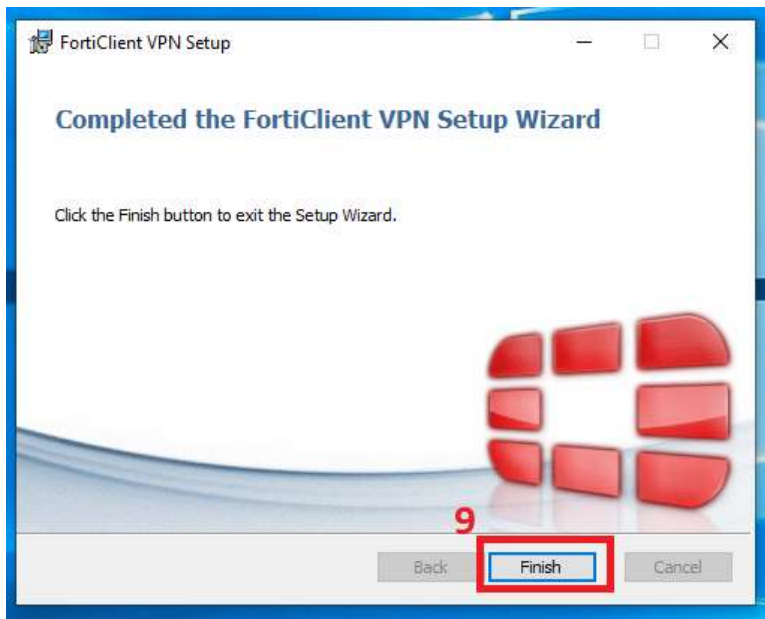 FortiClient VPN Setup
Completed the FortiClient VPN Setup Wizard
Click the Finish button to exit the Setup Wizard.
9
Back Finish Cancel